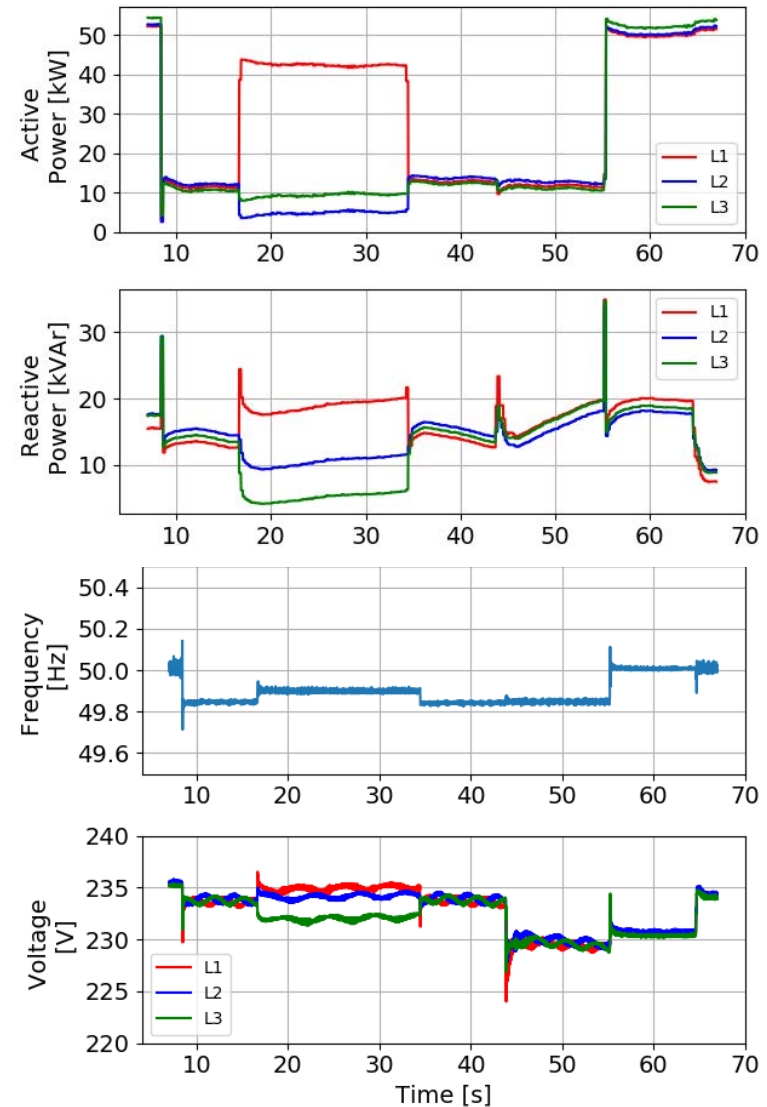 Active
Power [kW]
50
40
30
20
10
0
L1
L2
L3
10 20 30 40 50 60 70
Reactive
Power [kVAr]
30
20
10
L1
L2
L3
10 20 30 40 50 60 70
Frequency
[Hz]
50.4
50.2
50.0
49.8
49.6
10 20 30 40 50 60 70
Voltage
[V]
240
235
230
225
220
L1
L2
L3
10 20 30 40 50 60 70
Time [s]